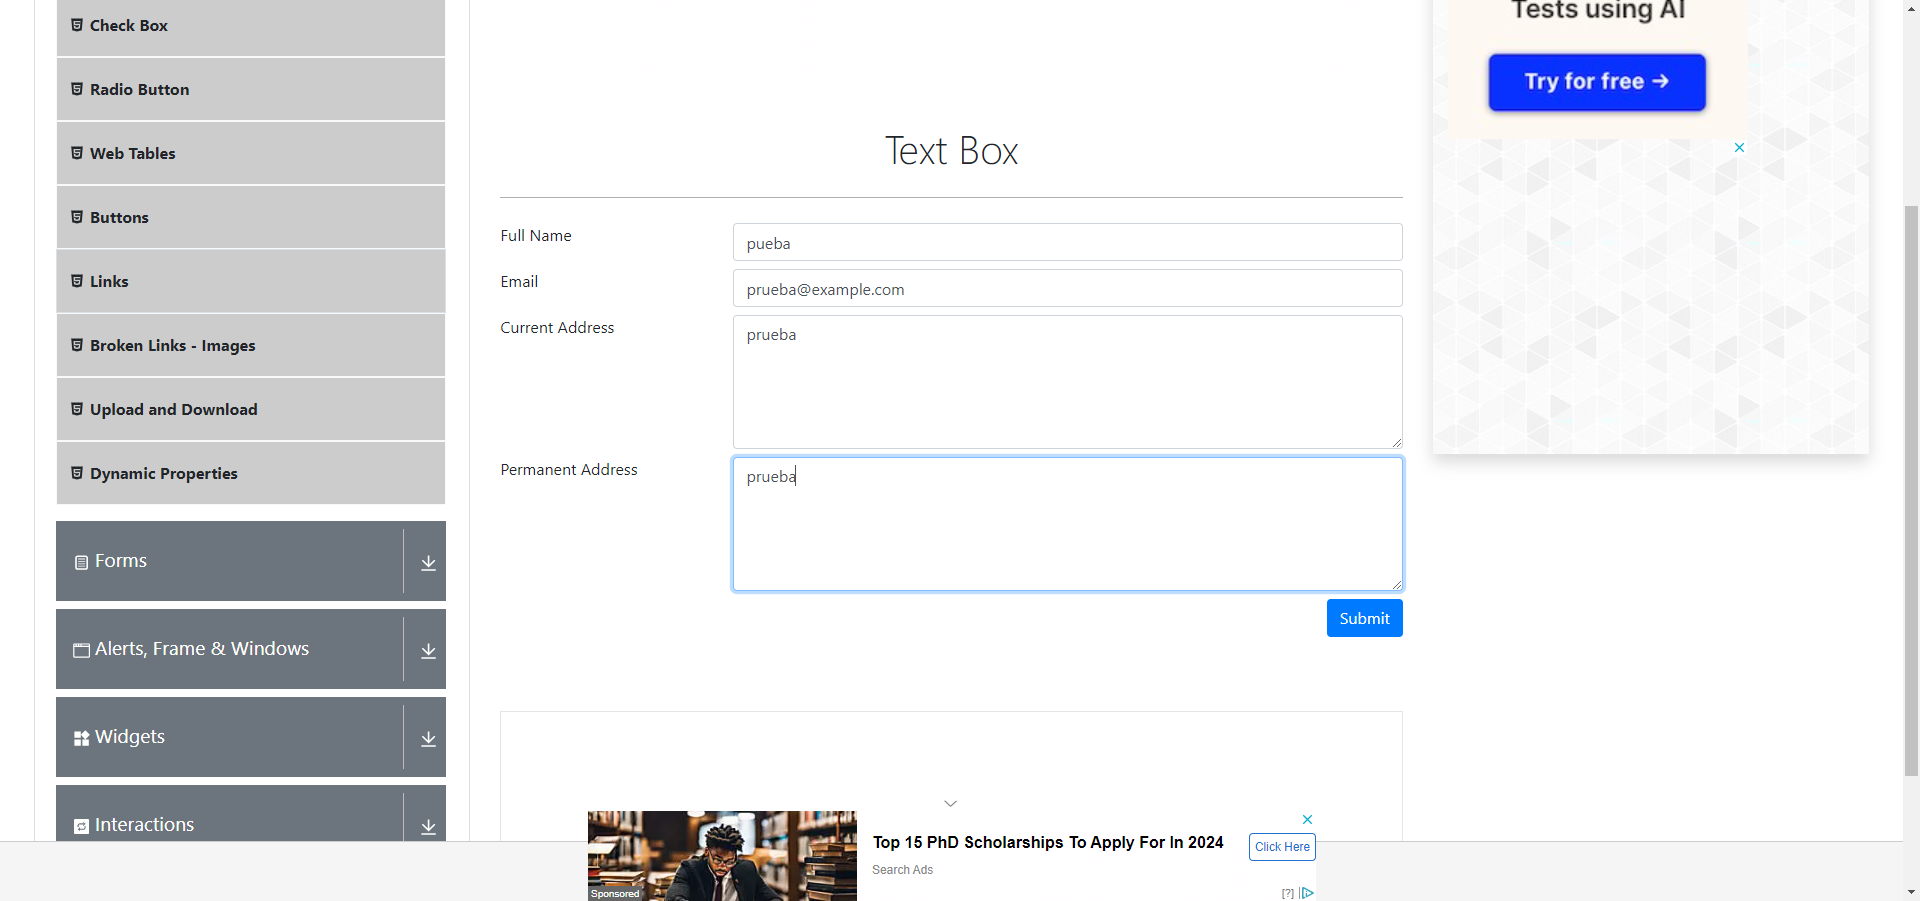 Check Box
Radio Button
Web Tables
Buttons
Links
Broken Links - Images
Upload and Download
Dynamic Properties
Forms
Alerts, Frame & Windows
Widgets
Interactions
Text Box
Full Name
pueba
Email
prueba@example.com
Current Address
prueba
Permanent Address
prueba
Submit
Tests using AI
Try for free →
Top 15 PhD Scholarships To Apply For In 2024
Search Ads
Click Here
Sponsored
[?]